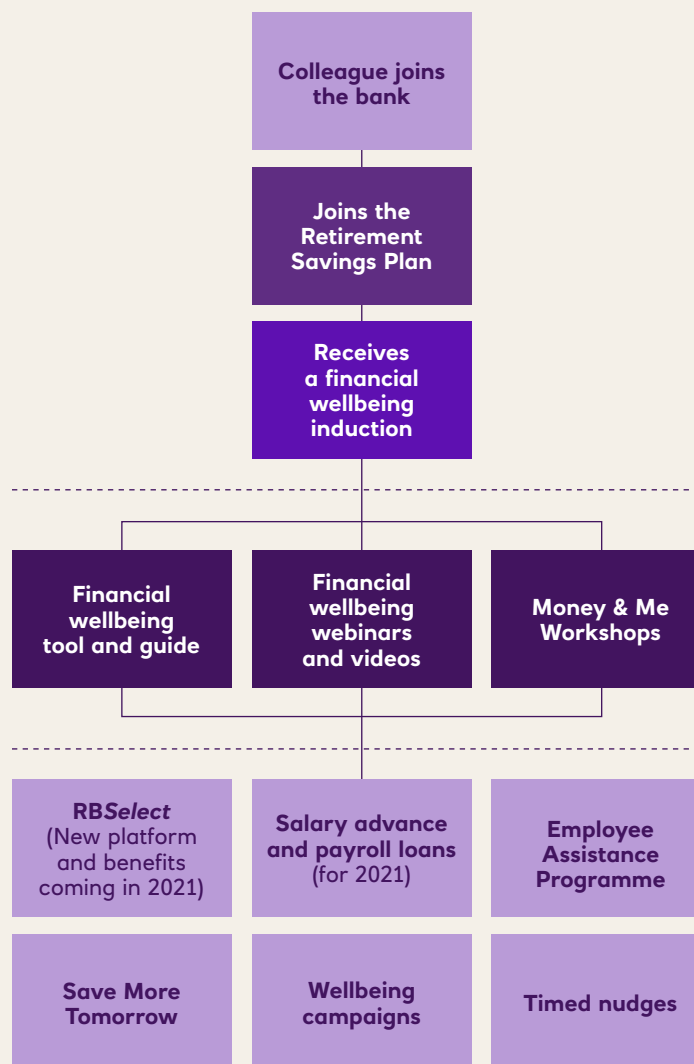 Colleague joins
the bank
Joins the
Retirement
Savings Plan
Receives
a financial
wellbeing
induction
Financial
wellbeing
tool and guide
Financial
wellbeing
webinars
and videos
Money & Me
Workshops
RBSelect
(New platform
and benefits
coming in 2021)
Salary advance
and payroll loans
(for 2021)
Employee
Assistance
Programme
Save More
Tomorrow
Wellbeing
campaigns
Timed nudges